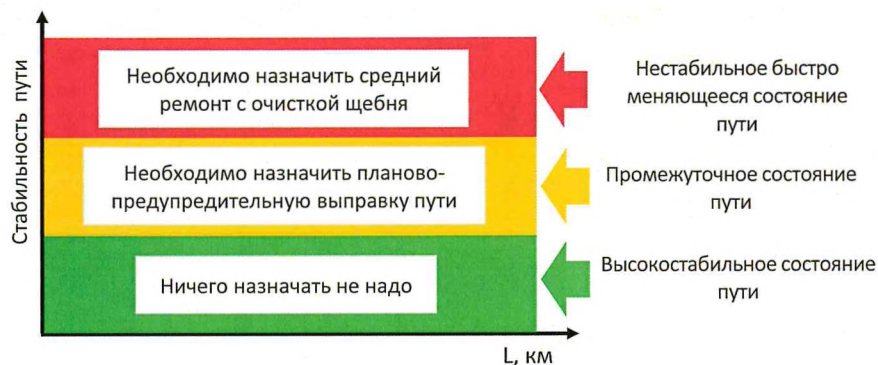 Стабильность пути
Необходимо назначить средний
ремонт с очисткой щебня
Нестабильное быстро
меняющееся состояние
пути
Необходимо назначить планово-
предупредительную выправку пути
Промежуточное состояние
пути
Ничего назначать не надо
Высокостабильное состояние
пути
L, км